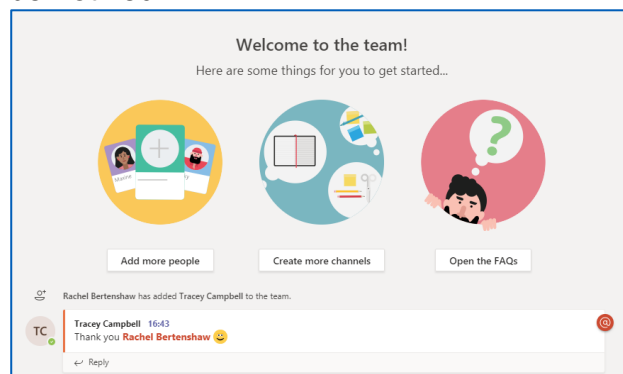 Welcome to the team!
Here are some things for you to get started...
Maxine
Add more people
Create more channels
Open the FAQs
Rachel Bertenshaw has added Tracey Campbell to the team.
TC
Tracey Campbell 16:43
@
Thank you Rachel Bertenshaw
Reply